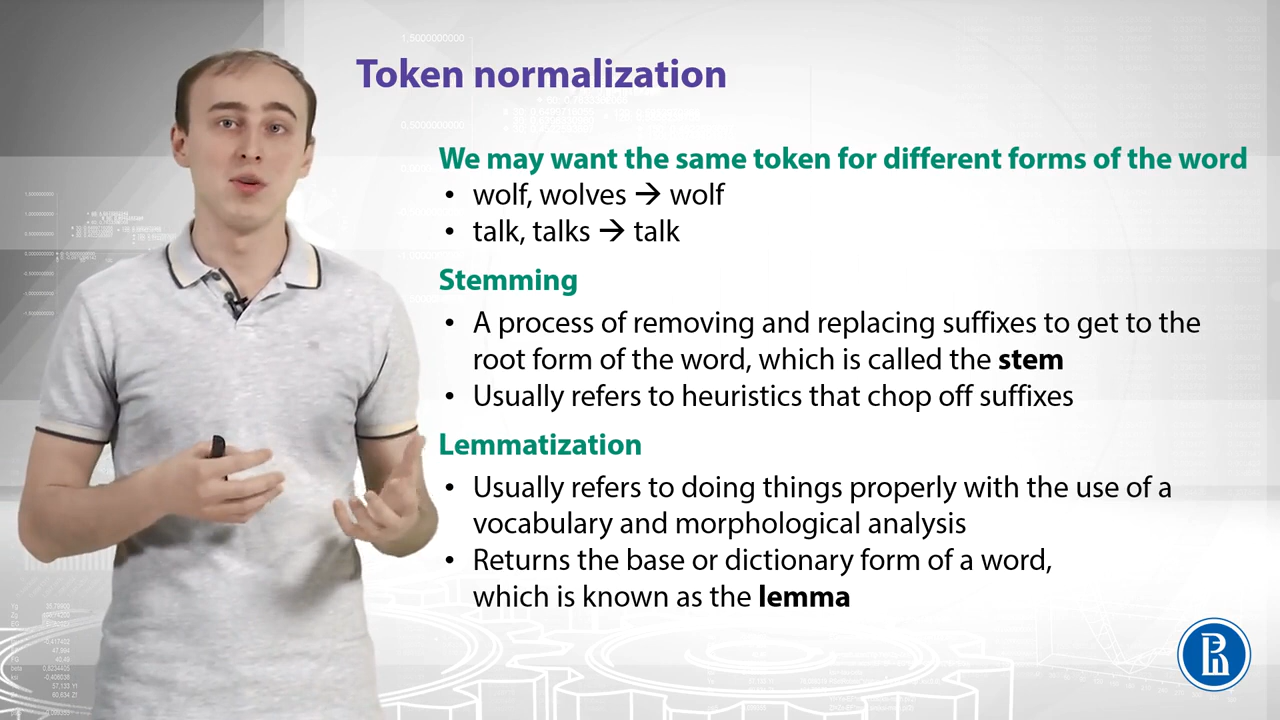 Token normalization
We may want the same token for different forms of the word
• wolf, wolves → wolf
• talk, talks → talk
Stemming
• A process of removing and replacing suffixes to get to the
root form of the word, which is called the stem
• Usually refers to heuristics that chop off suffixes
Lemmatization
• Usually refers to doing things properly with the use of a
vocabulary and morphological analysis
• Returns the base or dictionary form of a word,
which is known as the lemma